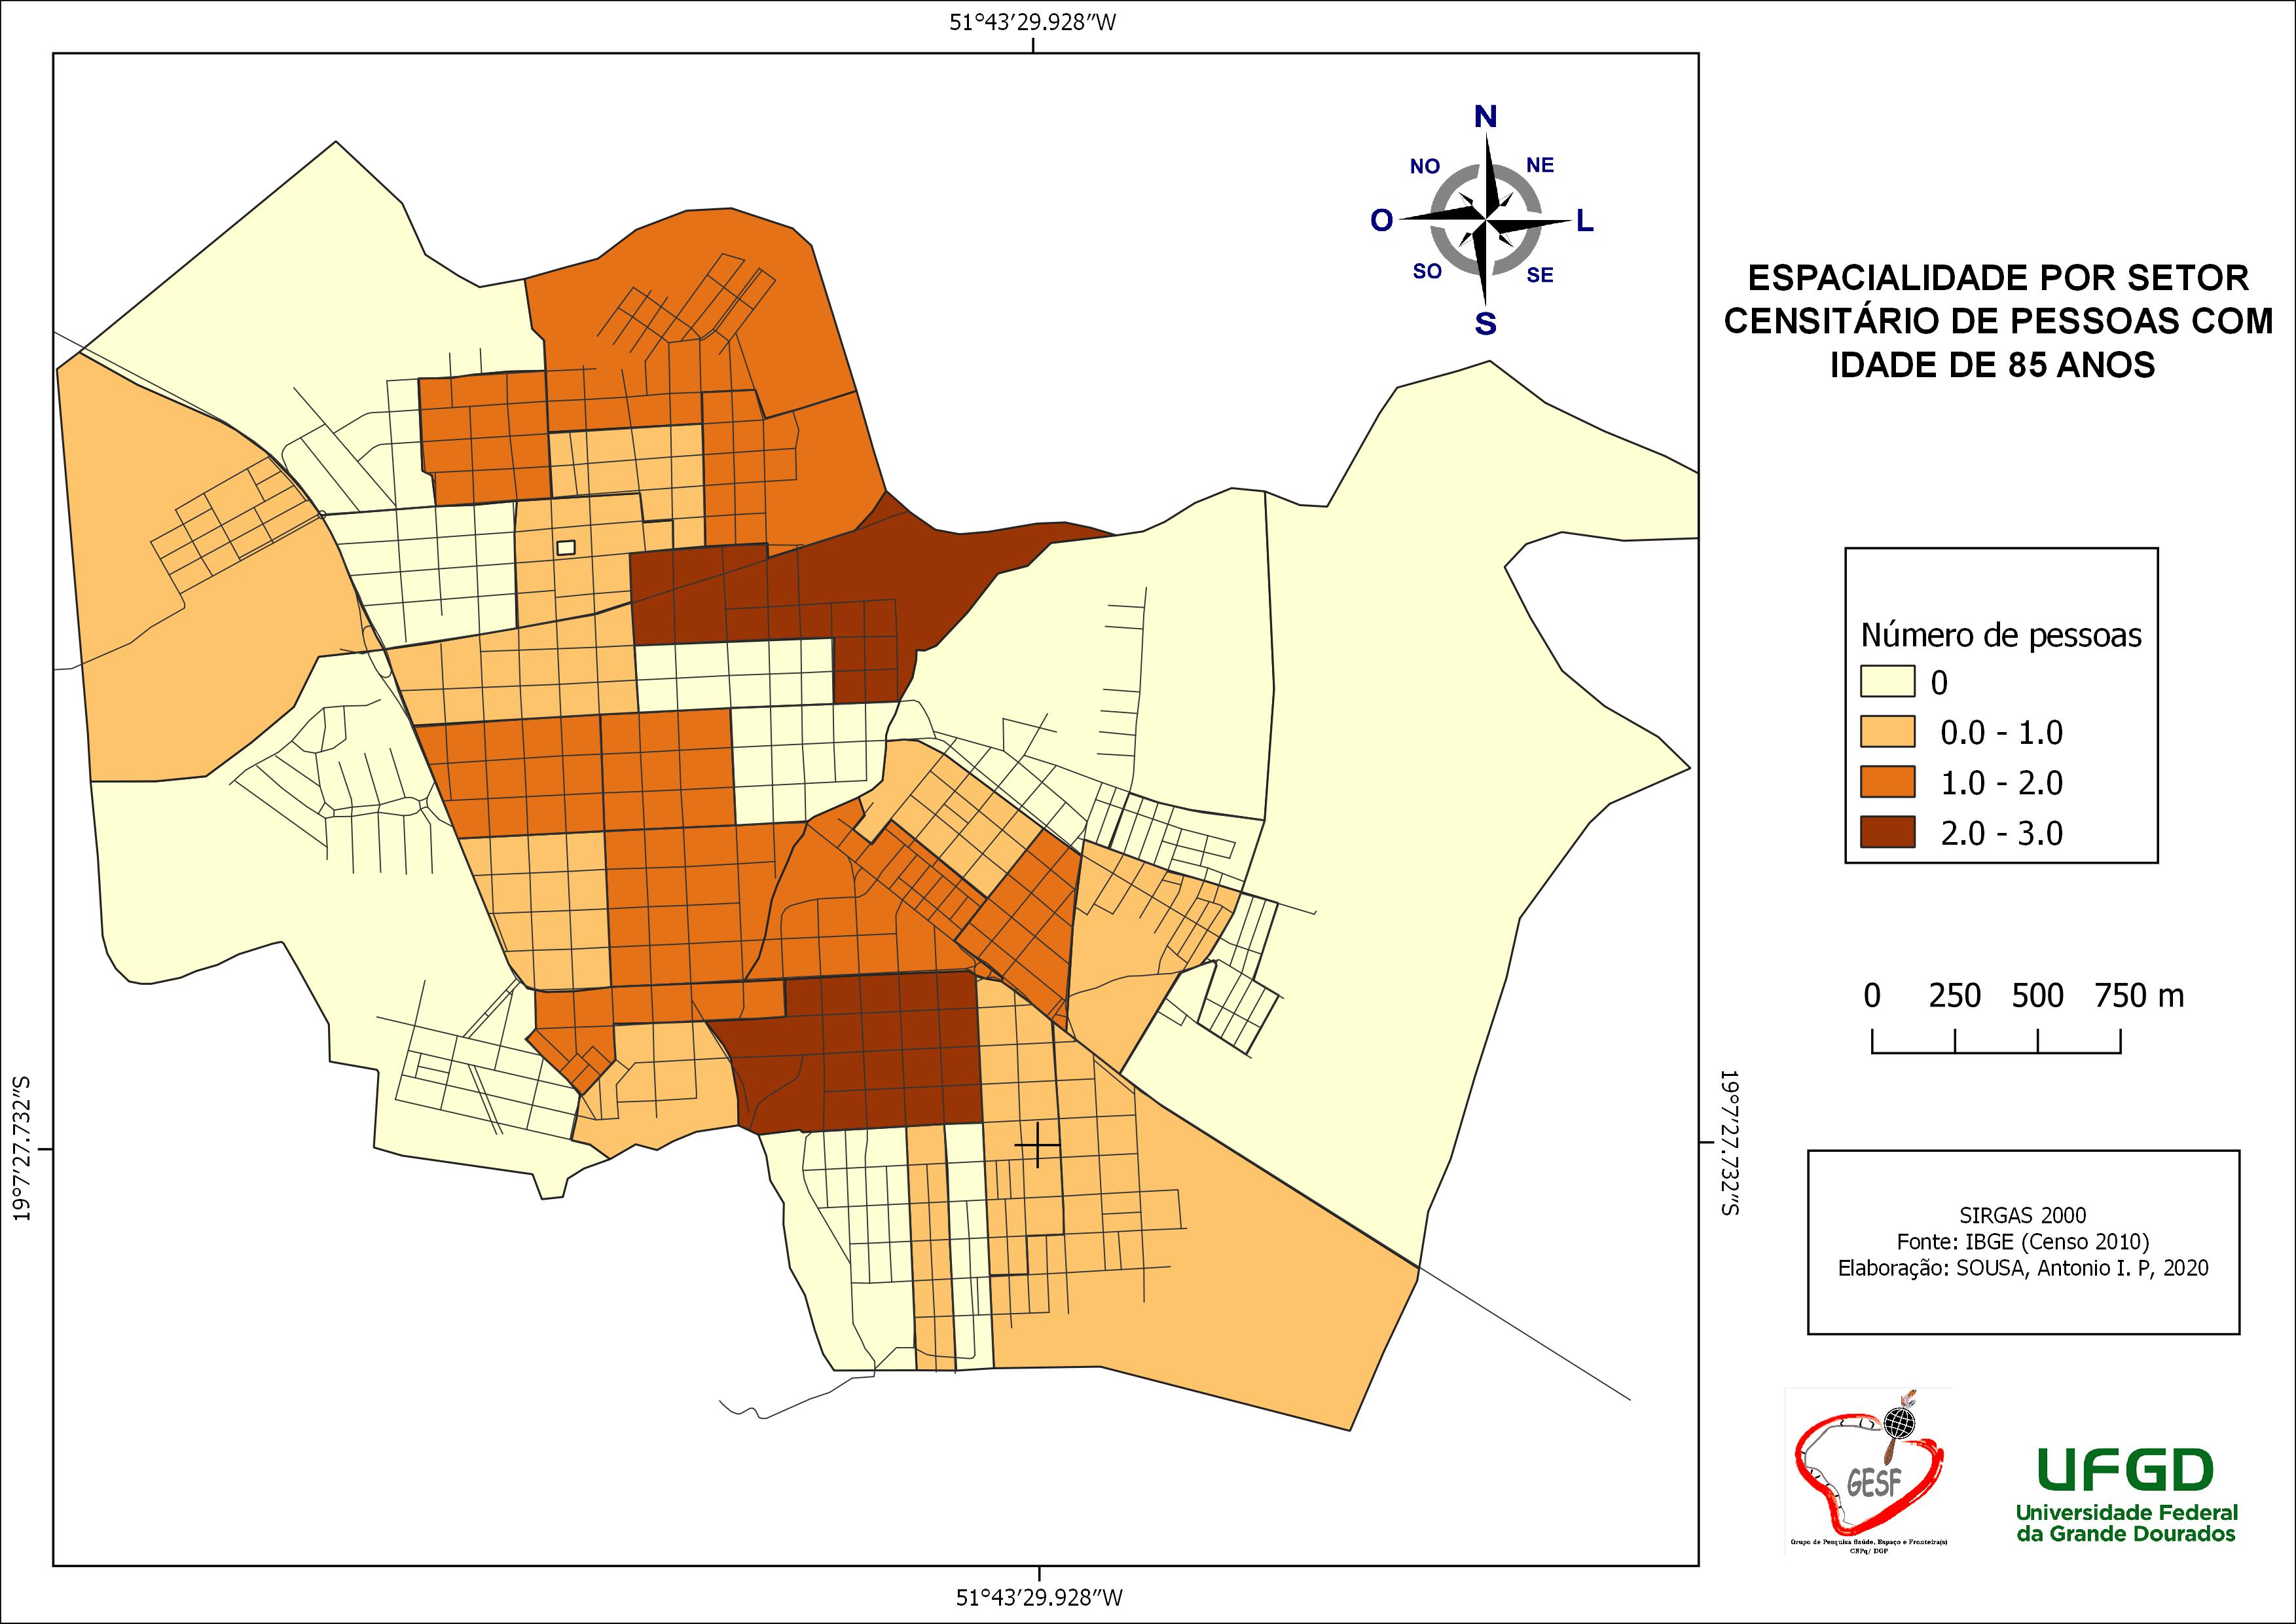 51°43′29.928″W
N
NO
NE
O
L
SO
SE
S
ESPACIALIDADE POR SETOR
CENSITÁRIO DE PESSOAS COM
IDADE DE 85 ANOS
Número de pessoas
0
0.0 - 1.0
1.0 - 2.0
2.0 - 3.0
0 250 500 750 m
19°7′27.732″S
19°7′27.732″S
SIRGAS 2000
Fonte: IBGE (Censo 2010)
Elaboração: SOUSA, Antonio I. P, 2020
GESF
Grupo de Pesquisa Saúde, Espaço e Fronteira(s)
CNPq/ DGP
UFGD
Universidade Federal
da Grande Dourados
51°43′29.928″W